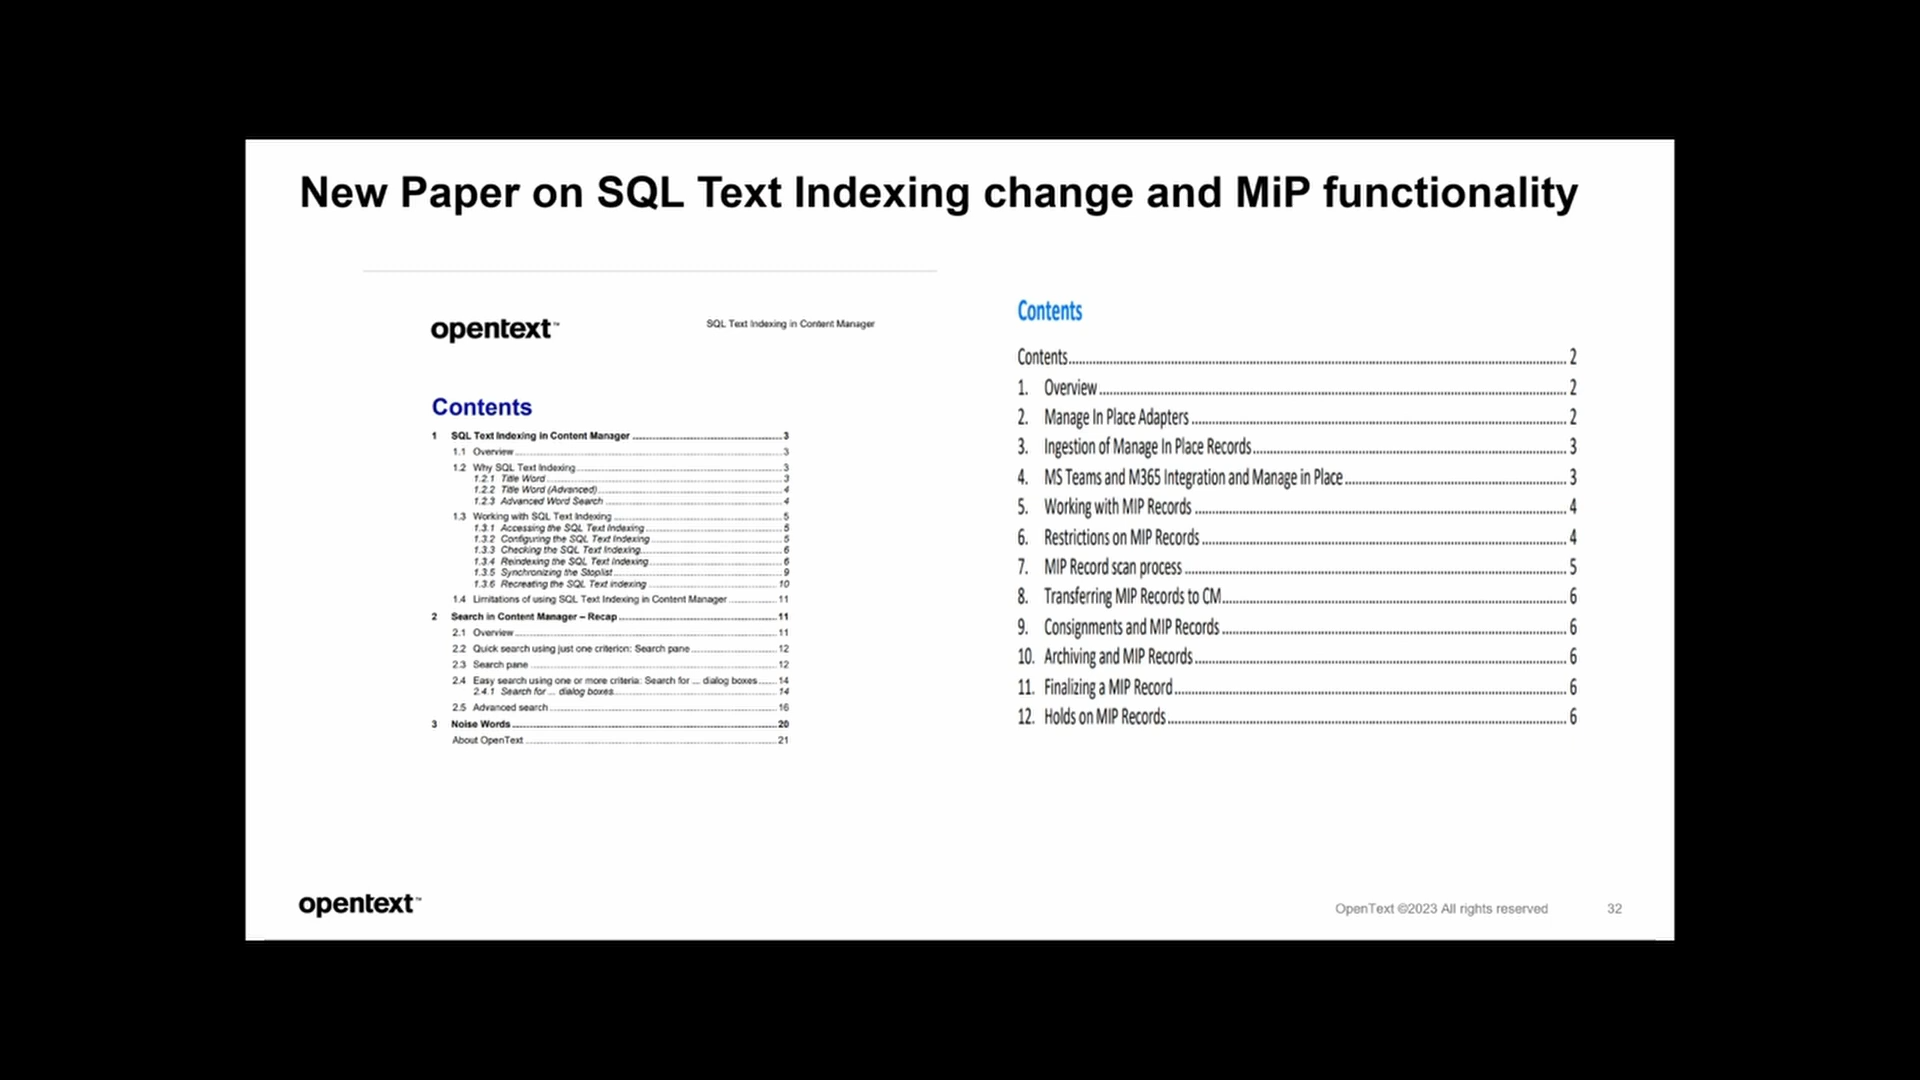 New Paper on SQL Text Indexing change and MiP functionality
opentext™
SQL Text Indexing in Content Manager
Contents
1 SQL Text Indexing in Content Manager 3
1.1 Overview 3
1.2 Why SQL Text Indexing 3
1.2.1 Title Word 3
1.2.2 Title Word (Advanced) 4
1.2.3 Advanced Word Search 4
1.3 Working with SQL Text Indexing 5
1.3.1 Accessing the SQL Text Indexing 5
1.3.2 Configuring the SQL Text Indexing 5
1.3.3 Checking the SQL Text Indexing 6
1.3.4 Reindexing the SQL Text Indexing 6
1.3.5 Synchronizing the Stoplist 9
1.3.6 Recreating the SQL Text indexing 10
1.4 Limitations of using SQL Text Indexing in Content Manager 11
2 Search in Content Manager – Recap 11
2.1 Overview 11
2.2 Quick search using just one criterion: Search pane 12
2.3 Search pane 12
2.4 Easy search using one or more criteria: Search for ... dialog boxes 14
2.4.1 Search for ... dialog boxes 14
2.5 Advanced search 16
3 Noise Words 20
About OpenText 21
Contents
Contents 2
1. Overview 2
2. Manage In Place Adapters 2
3. Ingestion of Manage In Place Records 3
4. MS Teams and M365 Integration and Manage in Place 3
5. Working with MIP Records 4
6. Restrictions on MIP Records 4
7. MIP Record scan process 5
8. Transferring MIP Records to CM 6
9. Consignments and MIP Records 6
10. Archiving and MIP Records 6
11. Finalizing a MIP Record 6
12. Holds on MIP Records 6
opentext™
OpenText ©2023 All rights reserved 32